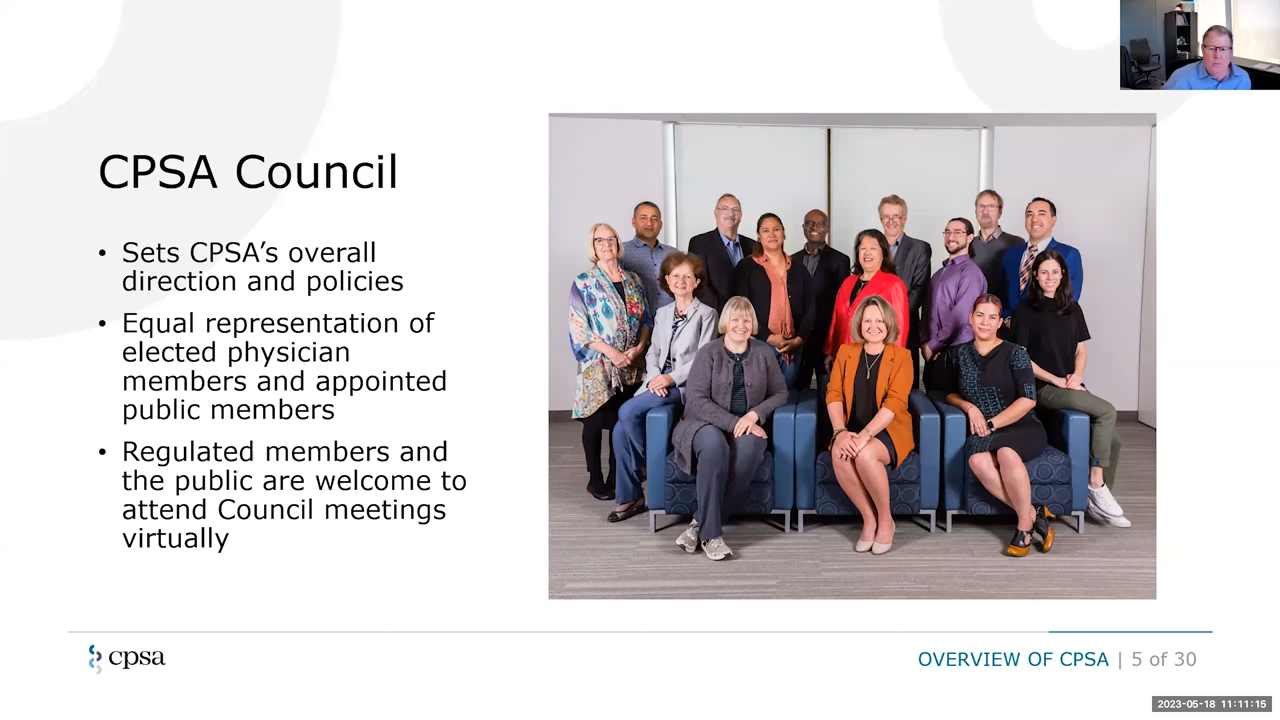 CPSA Council
• Sets CPSA’s overall
direction and policies
• Equal representation of
elected physician
members and appointed
public members
• Regulated members and
the public are welcome to
attend Council meetings
virtually
cpsa
OVERVIEW OF CPSA | 5 of 30
2023-05-18 11:11:15